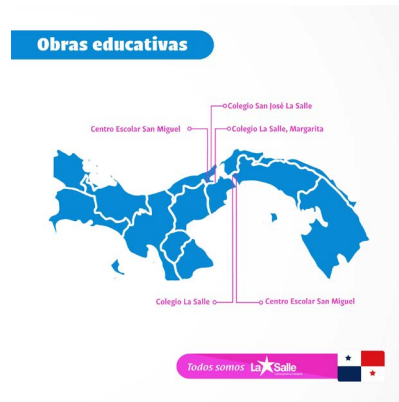 Obras educativas
Colegio San José La Salle
Centro Escolar San Miguel
Colegio La Salle, Margarita
Colegio La Salle
Centro Escolar San Miguel
Todos somos La Salle